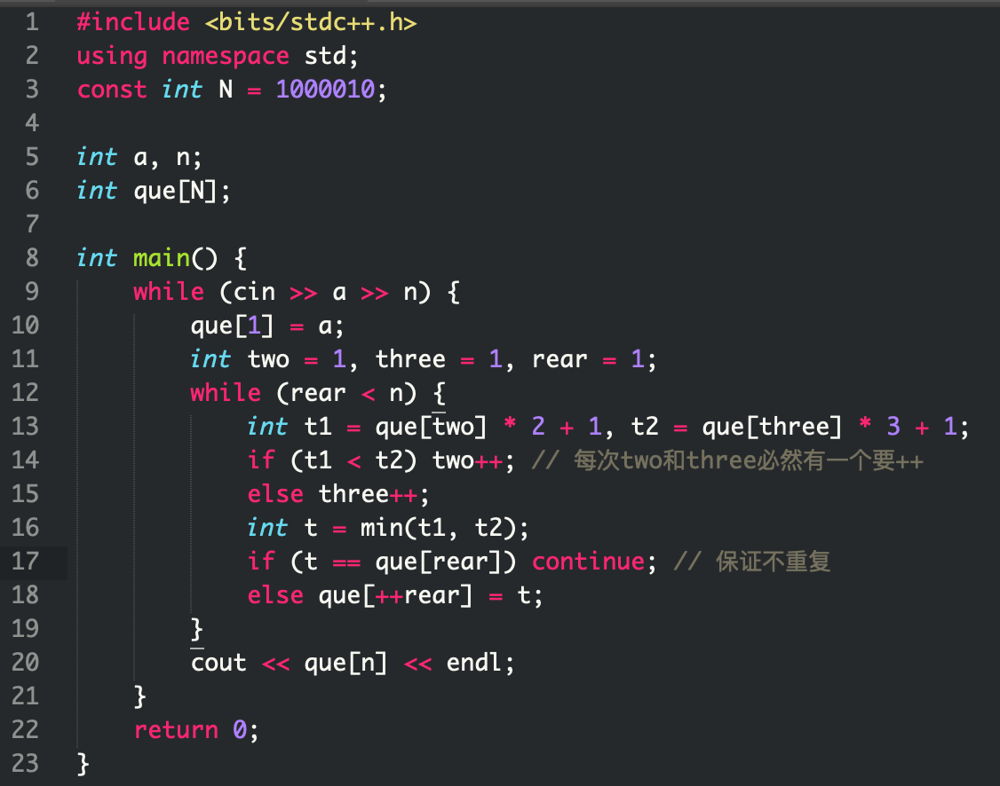 1 #include <bits/stdc++.h>
2 using namespace std;
3 const int N = 1000010;
4
5 int a, n;
6 int que[N];
7
8 int main() {
9     while (cin >> a >> n) {
10         que[1] = a;
11         int two = 1, three = 1, rear = 1;
12         while (rear < n) {
13             int t1 = que[two] * 2 + 1, t2 = que[three] * 3 + 1;
14             if (t1 < t2) two++; // 每次two和three必然有一个要++
15             else three++;
16             int t = min(t1, t2);
17             if (t == que[rear]) continue; // 保证不重复
18             else que[++rear] = t;
19         }
20         cout << que[n] << endl;
21     }
22     return 0;
23 }